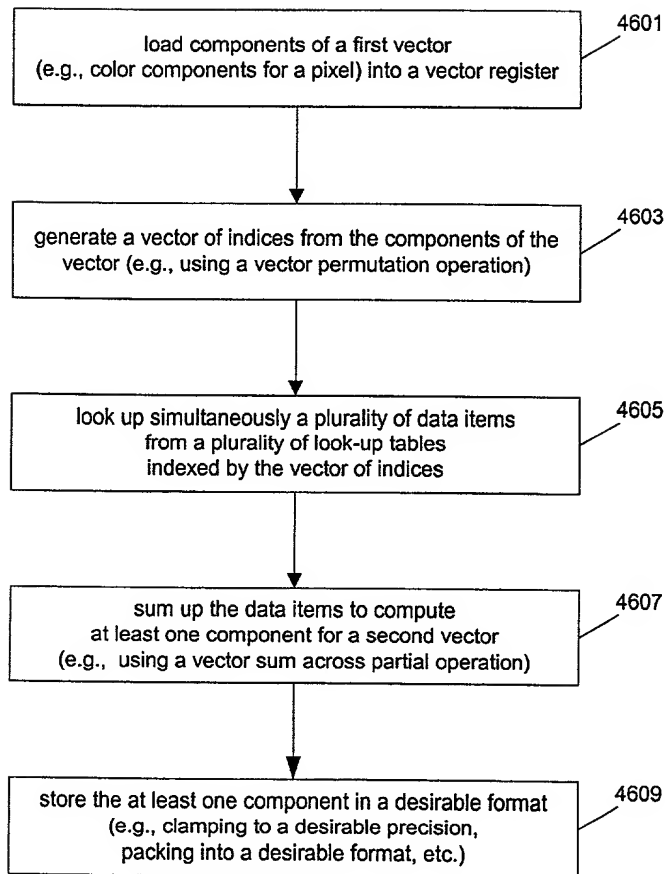 4601
load components of a first vector
(e.g., color components for a pixel) into a vector register
4603
generate a vector of indices from the components of the
vector (e.g., using a vector permutation operation)
4605
look up simultaneously a plurality of data items
from a plurality of look-up tables
indexed by the vector of indices
4607
sum up the data items to compute
at least one component for a second vector
(e.g., using a vector sum across partial operation)
4609
store the at least one component in a desirable format
(e.g., clamping to a desirable precision,
packing into a desirable format, etc.)